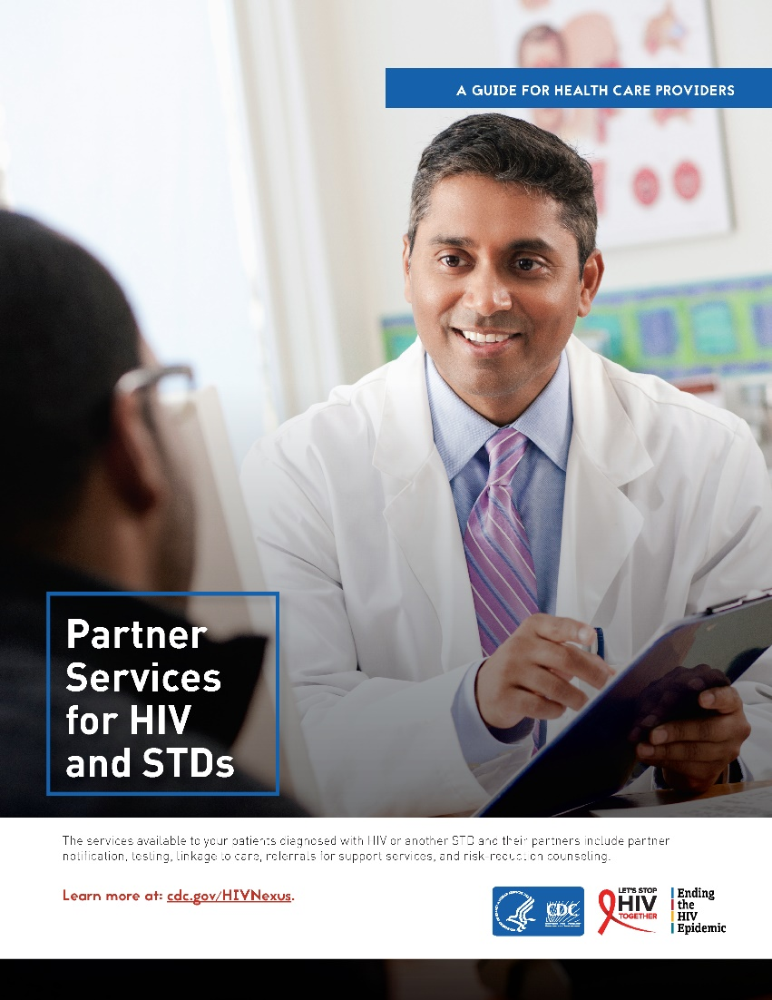 A GUIDE FOR HEALTH CARE PROVIDERS
Partner
Services
for HIV
and STDs
The services available to your patients diagnosed with HIV or another STD and their partners include partner
notification, testing, linkage to care, referrals for support services, and risk-reduction counseling.
Learn more at: cdc.gov/HIVNexus.
CDC
LET'S STOP
HIV
TOGETHER
Ending
the
HIV
Epidemic